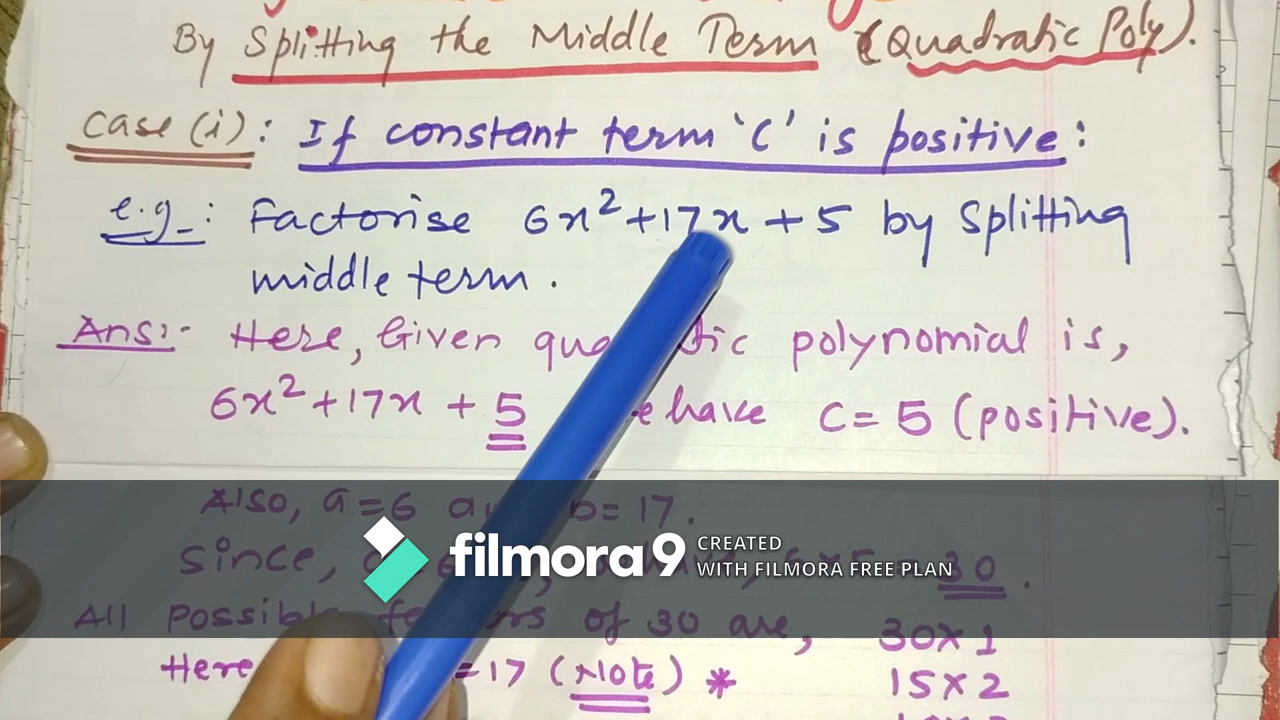 By Splitting the Middle Term (Quadratic Poly).
Case (i): If constant term 'C' is positive:
e.g.: Factorise 6x²+17x+5 by Splitting
middle term.
Ans:- Here, Given polynomial is,
6x²+17x+5 have C=5 (positive).
Also, a=6 b=17.
Since, 30.
All possible of 30 are, 30×1
Here =17 (Note) * 15×2
filmora9 CREATED
WITH FILMORA FREE PLAN